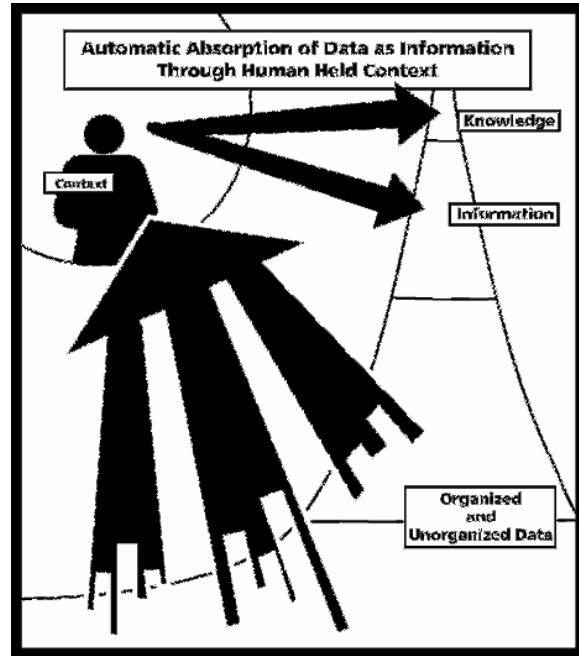 Automatic Absorption of Data as Information
Through Human Held Context
Knowledge
Context
Information
Organized
and
Unorganized Data